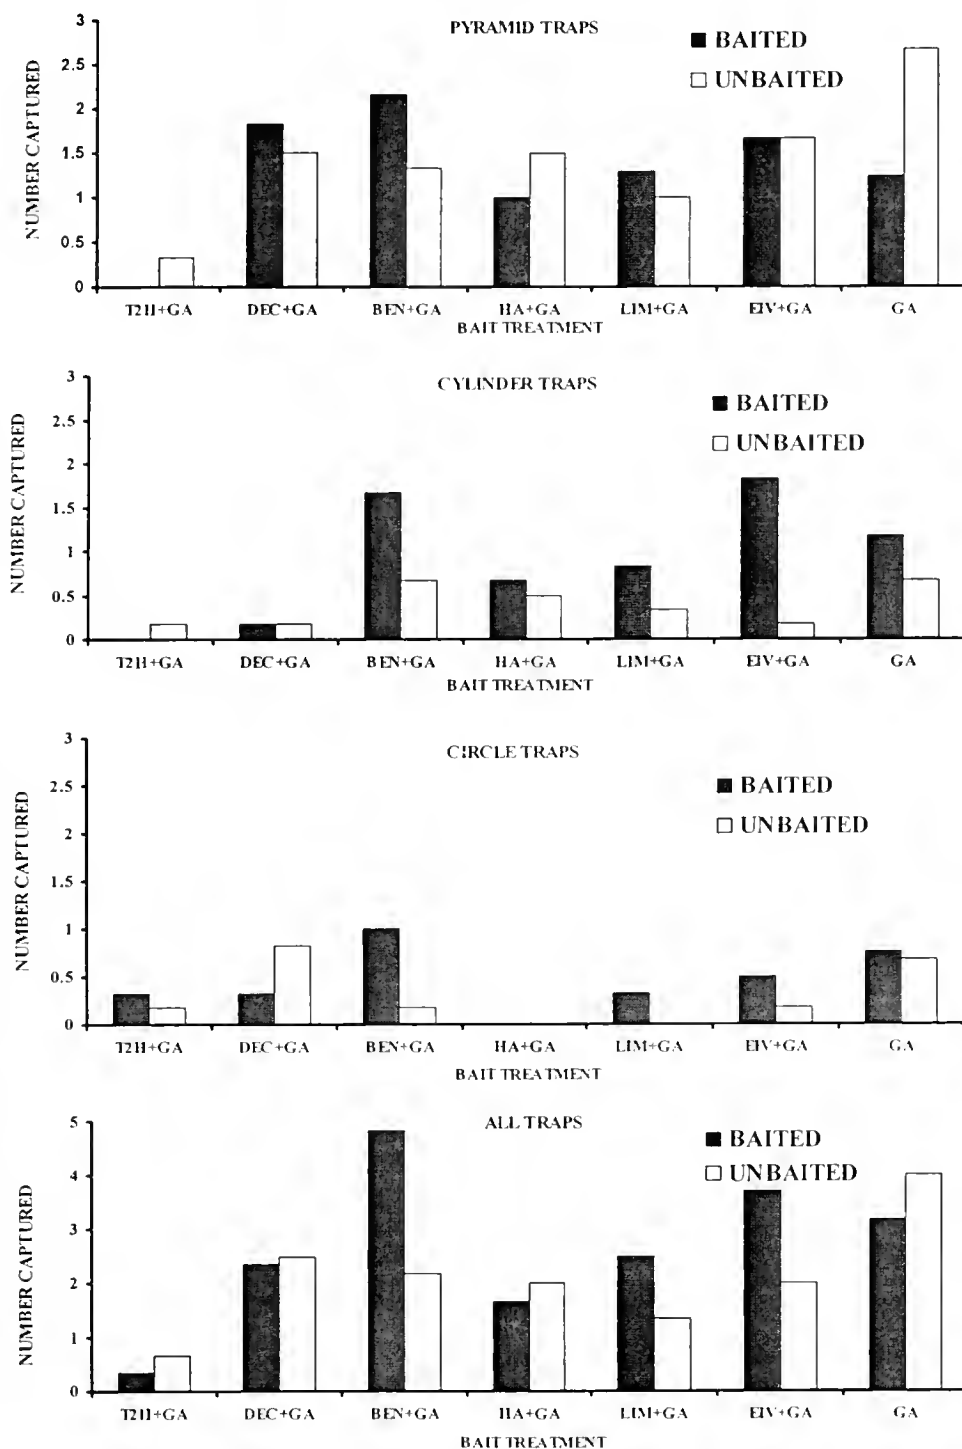 PYRAMID TRAPS
BAITED
UNBAITED
NUMBER CAPTURED
3
2.5
2
1.5
1
0.5
0
T2H+GA DEC+GA BEN+GA HA+GA LIM+GA EIV+GA GA
BAIT TREATMENT
CYLINDER TRAPS
BAITED
UNBAITED
NUMBER CAPTURED
3
2.5
2
1.5
1
0.5
0
T2H+GA DEC+GA BEN+GA HA+GA LIM+GA EIV+GA GA
BAIT TREATMENT
CIRCLE TRAPS
BAITED
UNBAITED
NUMBER CAPTURED
3
2.5
2
1.5
1
0.5
0
T2H+GA DEC+GA BEN+GA HA+GA LIM+GA EIV+GA GA
BAIT TREATMENT
ALL TRAPS
BAITED
UNBAITED
NUMBER CAPTURED
5
4
3
2
1
0
T2H+GA DEC+GA BEN+GA HA+GA LIM+GA EIV+GA GA
BAIT TREATMENT